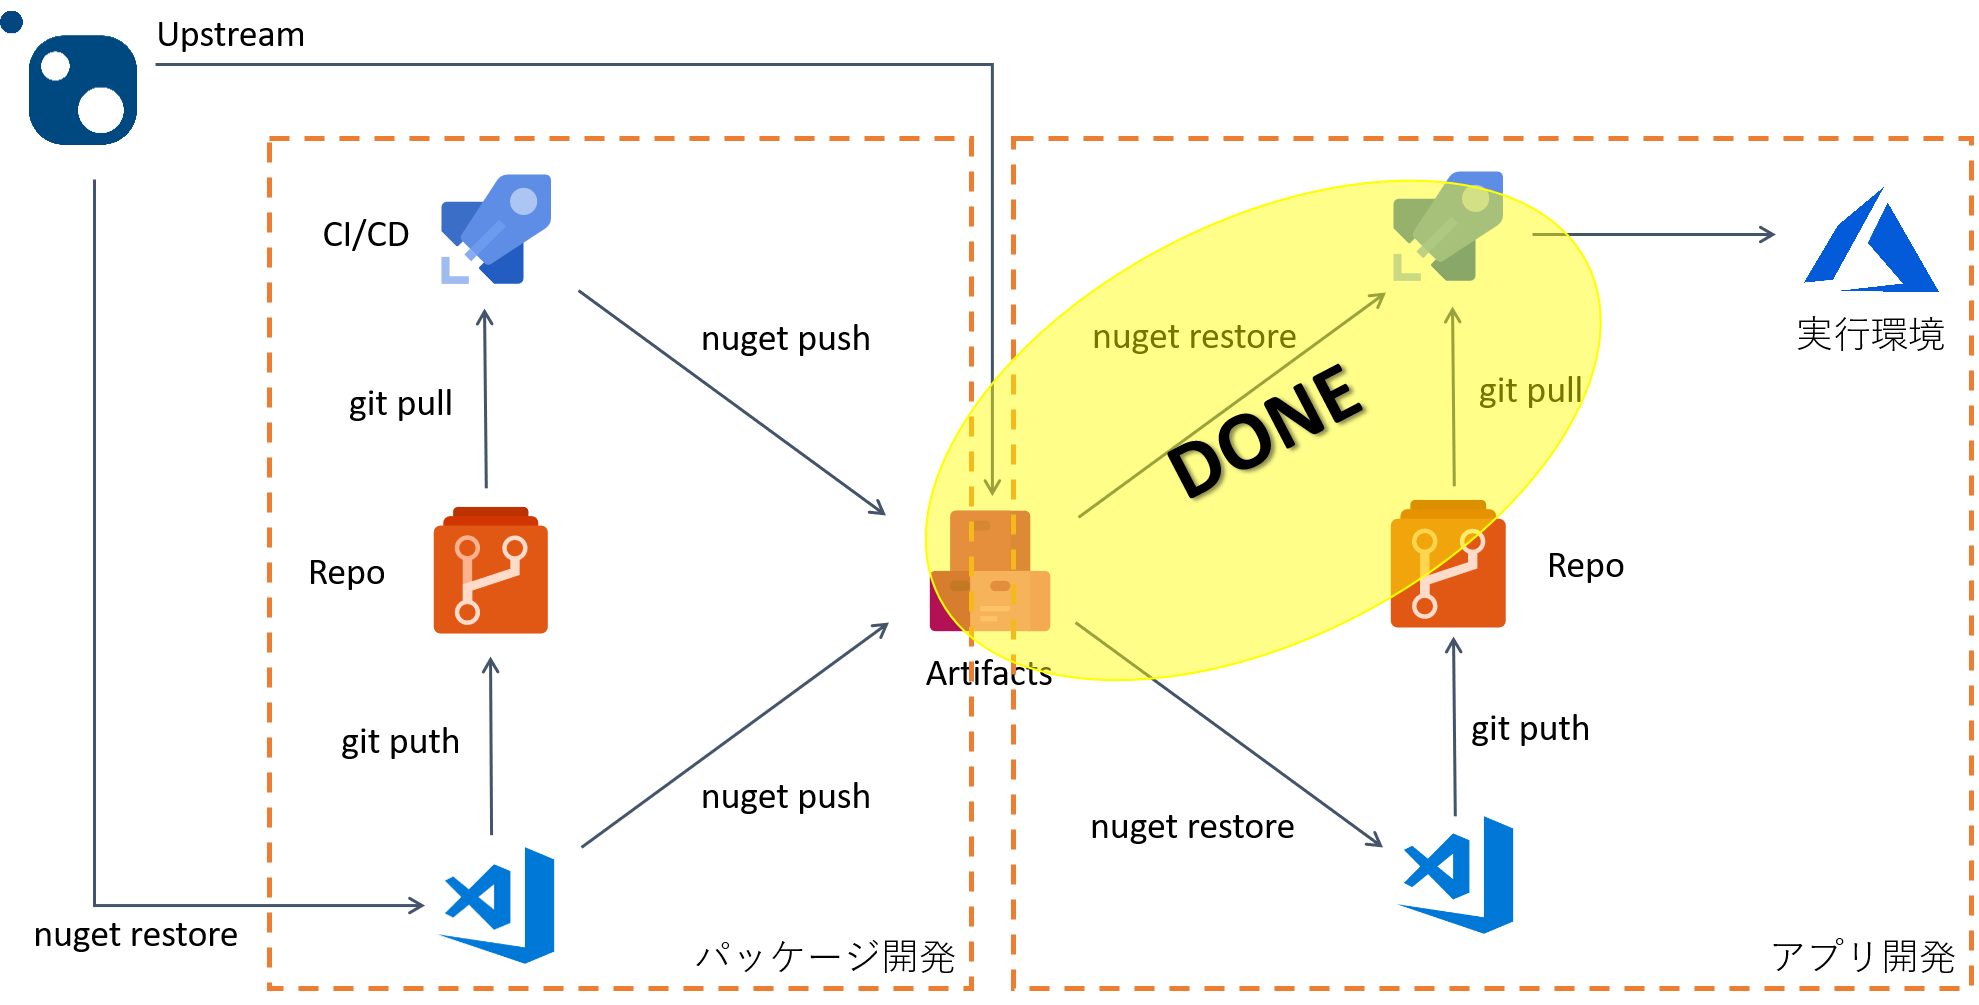 Upstream
CI/CD
nuget push
git pull
Repo
git puth
nuget push
nuget restore
パッケージ開発
Artifacts
nuget restore
DONE
git pull
実行環境
Repo
git puth
nuget restore
アプリ開発